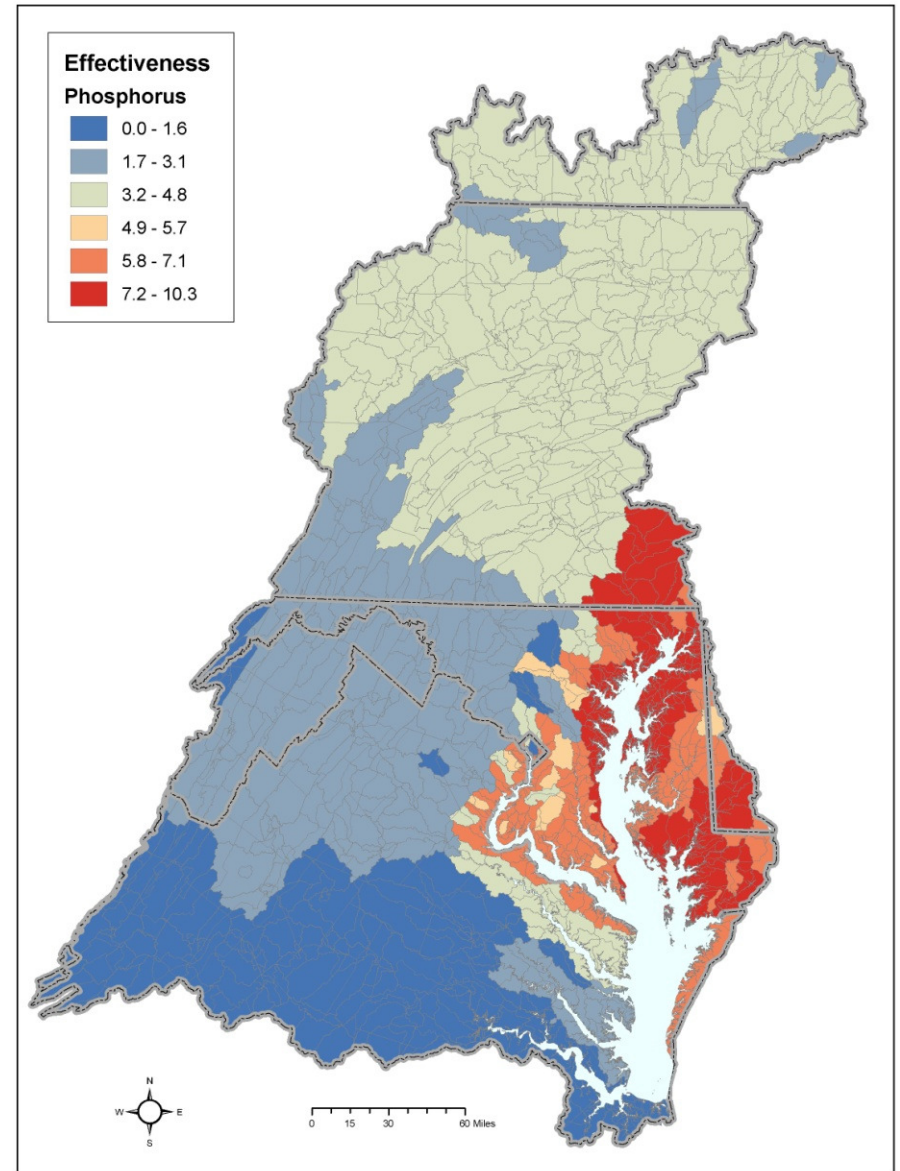 Effectiveness
Phosphorus
0.0 - 1.6
1.7 - 3.1
3.2 - 4.8
4.9 - 5.7
5.8 - 7.1
7.2 - 10.3
N
W E
S
0 15 30 60 Miles